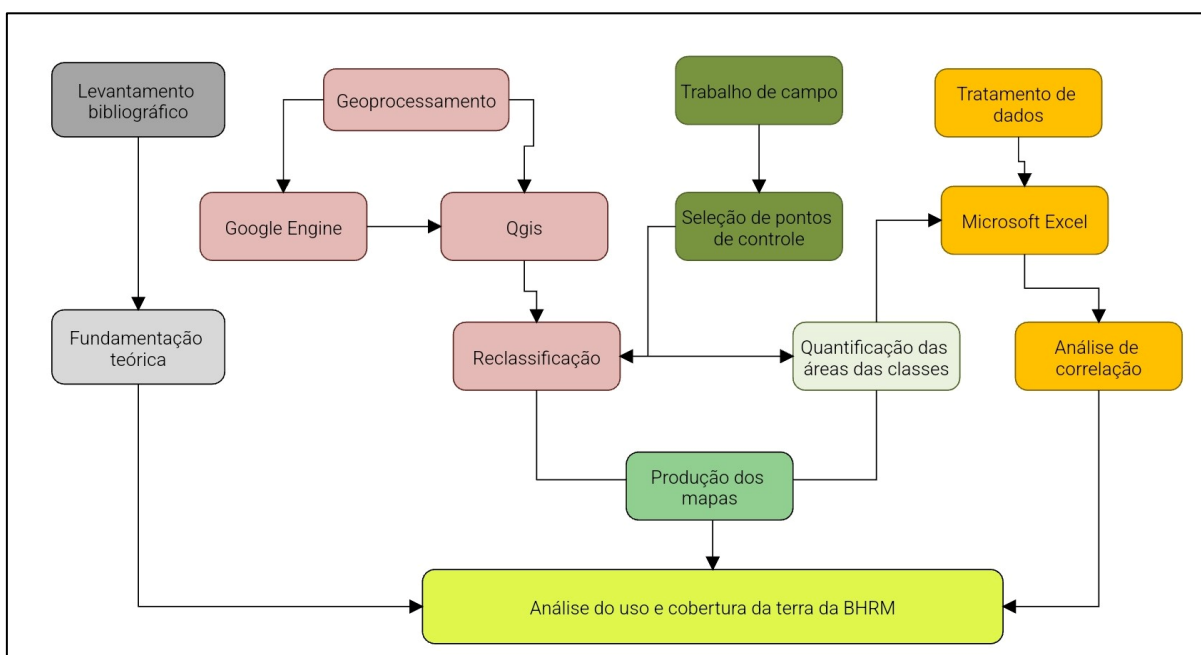 Levantamento
bibliográfico
Geoprocessamento
Trabalho de campo
Tratamento de
dados
Google Engine
Qgis
Seleção de pontos
de controle
Microsoft Excel
Fundamentação
teórica
Reclassificação
Quantificação das
áreas das classes
Análise de
correlação
Produção dos
mapas
Análise do uso e cobertura da terra da BHRM